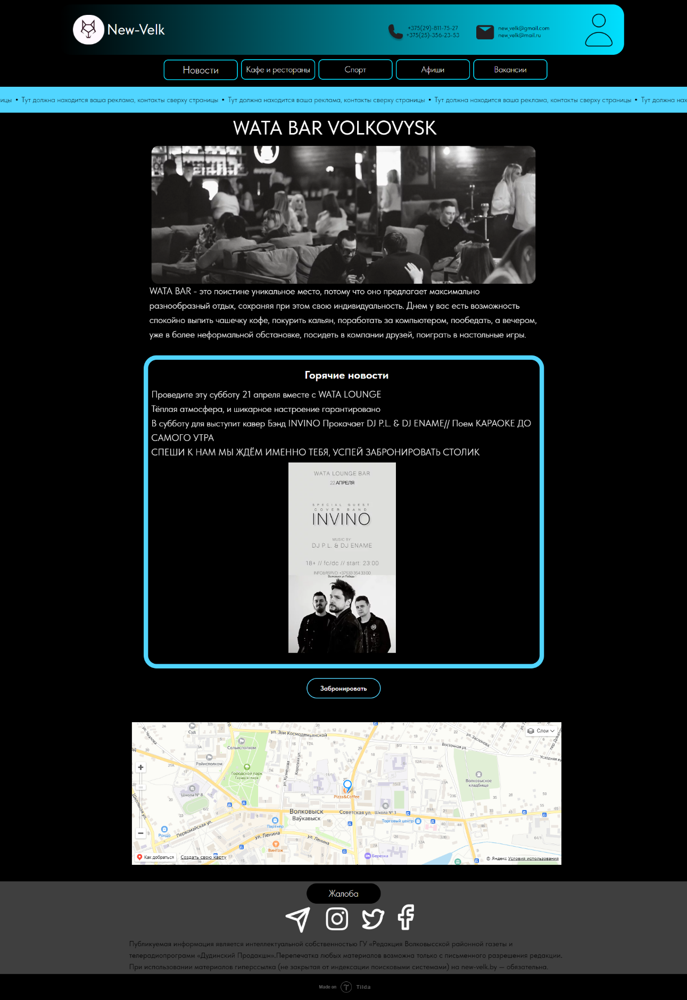 New-Velk
+375(29)-811-75-27
+375(25)-356-23-53
new_velk@gmail.com
new_velk@mail.ru
Новости
Кафе и рестораны
Спорт
Афиши
Вакансии
ицы • Тут должна находится ваша реклама, контакты сверху страницы • Тут должна находится ваша реклама, контакты сверху страницы • Тут должна находится ваша реклама, контакты сверху страницы • Тут должна нах
WATA BAR VOLKOVYSK
WATA BAR - это поистине уникальное место, потому что оно предлагает максимально
разнообразный отдых, сохраняя при этом свою индивидуальность. Днем у вас есть возможность
спокойно выпить чашечку кофе, покурить кальян, поработать за компьютером, пообедать, а вечером,
уже в более неформальной обстановке, посидеть в компании друзей, поиграть в настольные игры.
Горячие новости
Проведите эту субботу 21 апреля вместе с WATA LOUNGE
Тёплая атмосфера, и шикарное настроение гарантировано
В субботу для выступит кавер Бэнд INVINO Прокачает DJ P.L. & DJ ENAME// Поем КАРАОКЕ ДО
САМОГО УТРА
СПЕШИ К НАМ МЫ ЖДЁМ ИМЕННО ТЕБЯ, УСПЕЙ ЗАБРОНИРОВАТЬ СТОЛИК
WATA LOUNGE BAR
22 АПРЕЛЯ
SPECIAL GUEST
COVER BAND
INVINO
MUSIC BY
DJ P.L. & DJ ENAME
18+ // fc/dc // start: 23:00
INFO&RSRVD: +37533 354 33 00
Забронировать
Суд
ул. Зои Космодемьянской
Слои
ул. Чкалова
Сельисполком
Восточная ул.
ул. Заслонова
Райисполком
Усходняя ву
Городской парк
Гарадскі парк
ул. Кузнецова
Короткая ул.
Волковысское
кладбище
Школа № 8
Pizza&Coffee
Школьная ул.
Волковыск
Ваўкавыск
Советская ул.
Школа № 3
Торговый центр
Партнёр
Первомайская ул.
Рондо
ул. Ленина
ул. Ленина
Винтаж
Березка
Как добраться
Создать свою карту
© Яндекс Условия использования
Жалоба
Публикуемая информация является интеллектуальной собственностью ГУ «Редакция Волковысской районной газеты и
телерадиопрограмм «Дудинский Продакшн».Перепечатка любых материалов возможна только с письменного разрешения редакции.
При использовании материалов гиперссылка (не закрытая от индексации поисковыми системами) на new-velk.by — обязательна.
Made on
Tilda